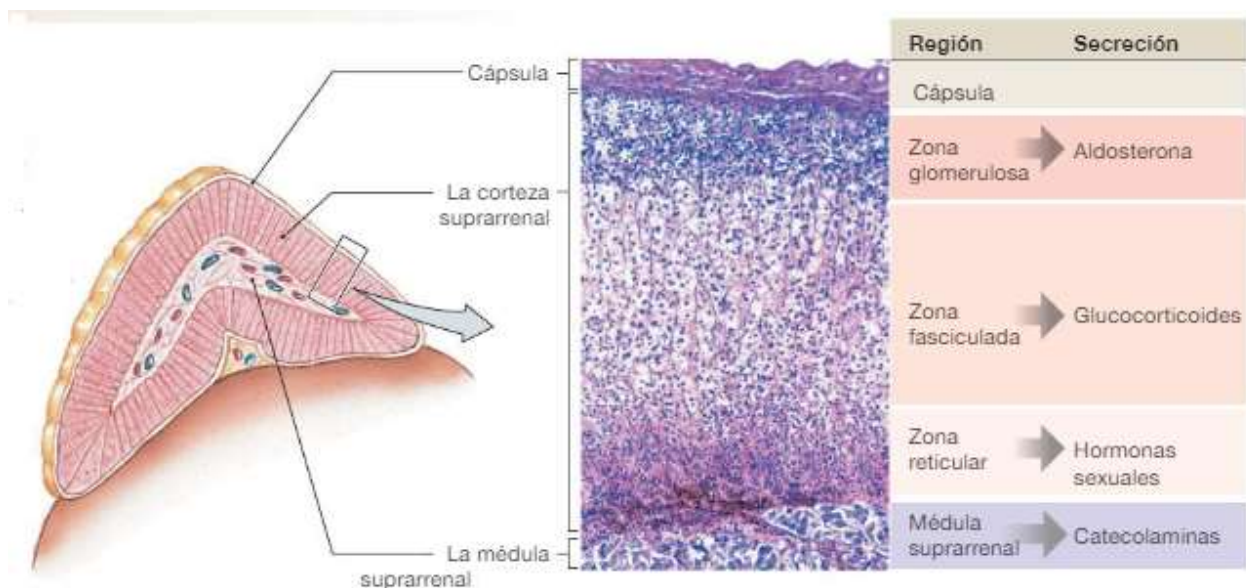 Cápsula
La corteza
suprarrenal
La médula
suprarrenal
Región Secreción
Cápsula
Zona
glomerulosa
Aldosterona
Zona
fasciculada
Glucocorticoides
Zona
reticular
Hormonas
sexuales
Médula
suprarrenal
Catecolaminas